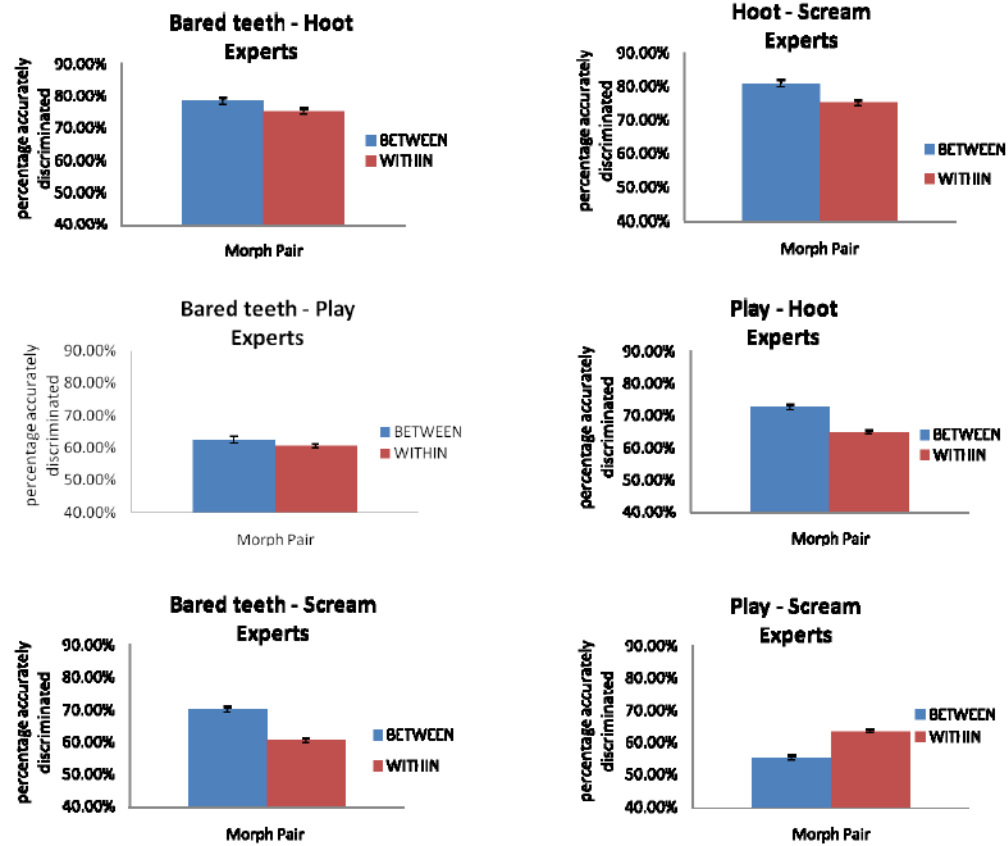 Bared teeth - Hoot
Experts
percentage accurately
discriminated
90.00%
80.00%
70.00%
60.00%
50.00%
40.00%
BETWEEN
WITHIN
Morph Pair
Hoot - Scream
Experts
percentage accurately
discriminated
90.00%
80.00%
70.00%
60.00%
50.00%
40.00%
BETWEEN
WITHIN
Morph Pair
Bared teeth - Play
Experts
percentage accurately
discriminated
90.00%
80.00%
70.00%
60.00%
50.00%
40.00%
BETWEEN
WITHIN
Morph Pair
Play - Hoot
Experts
percentage accurately
discriminated
90.00%
80.00%
70.00%
60.00%
50.00%
40.00%
BETWEEN
WITHIN
Morph Pair
Bared teeth - Scream
Experts
percentage accurately
discriminated
90.00%
80.00%
70.00%
60.00%
50.00%
40.00%
BETWEEN
WITHIN
Morph Pair
Play - Scream
Experts
percentage accurately
discriminated
90.00%
80.00%
70.00%
60.00%
50.00%
40.00%
BETWEEN
WITHIN
Morph Pair